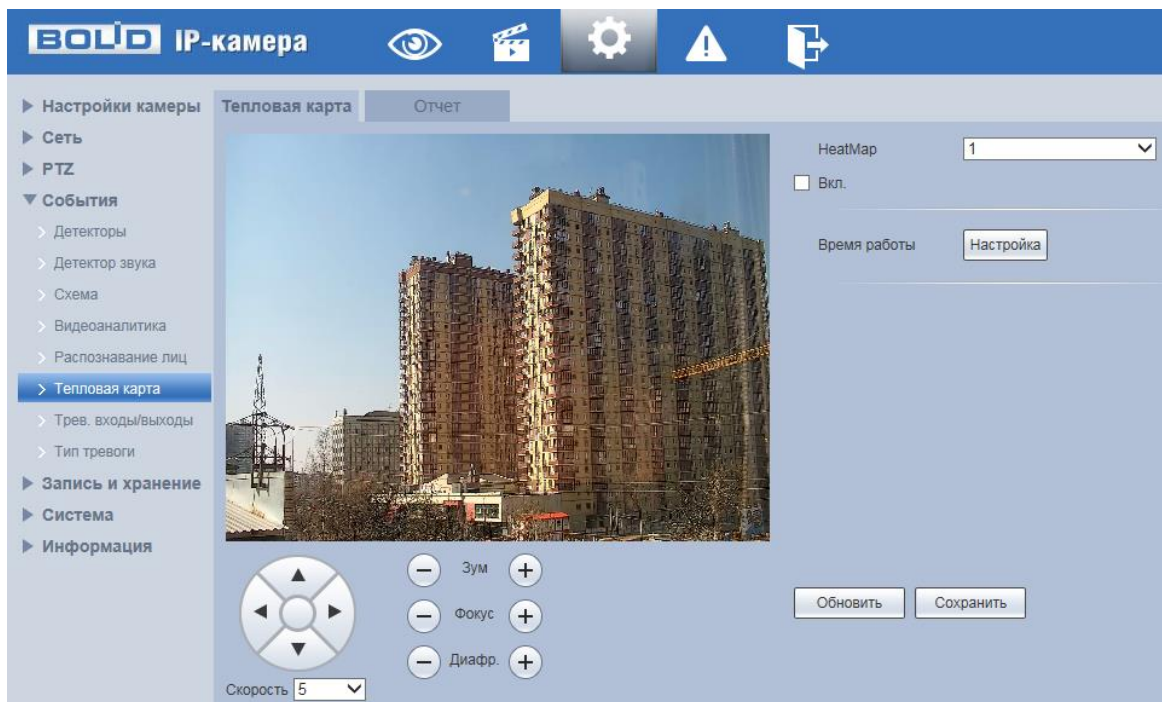 BOLID IP-камера
Настройки камеры
Сеть
PTZ
События
Детекторы
Детектор звука
Схема
Видеоаналитика
Распознавание лиц
Тепловая карта
Трев. входы/выходы
Тип тревоги
Запись и хранение
Система
Информация
Тепловая карта
Отчет
Зум
Фокус
Диафр.
Скорость 5
HeatMap 1
Вкл.
Время работы Настройка
Обновить Сохранить